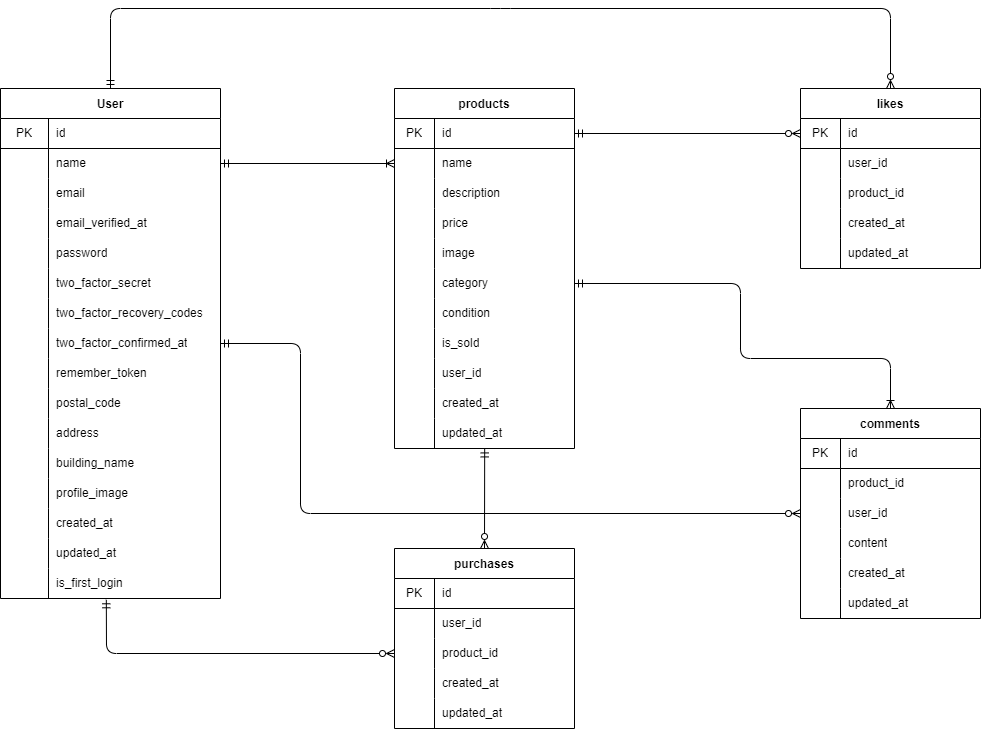 User
PK id
name
email
email_verified_at
password
two_factor_secret
two_factor_recovery_codes
two_factor_confirmed_at
remember_token
postal_code
address
building_name
profile_image
created_at
updated_at
is_first_login
products
PK id
name
description
price
image
category
condition
is_sold
user_id
created_at
updated_at
likes
PK id
user_id
product_id
created_at
updated_at
comments
PK id
product_id
user_id
content
created_at
updated_at
purchases
PK id
user_id
product_id
created_at
updated_at